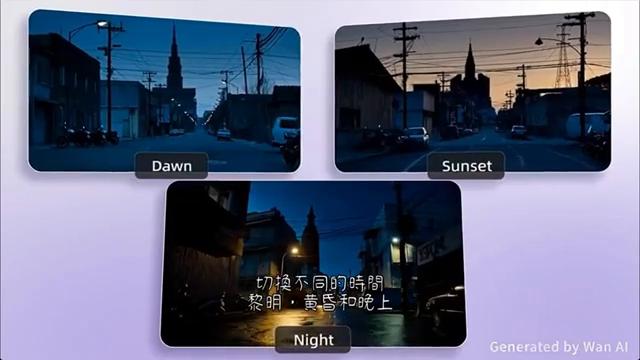 Dawn
Sunset
切換不同的時間
黎明，黃昏和晚上
Night
Generated by Wan AI